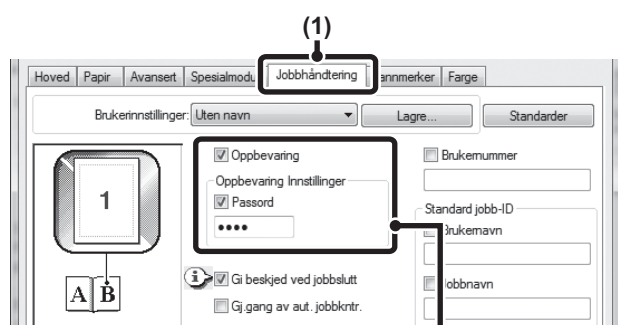 (1)
Hoved Papir Avansert Spesialmodu Jobbhåndtering annmerker Farge
Brukerinnstillinger: Uten navn Lagre... Standarder
Oppbevaring
Brukernummer
Oppbevaring Innstillinger
Passord
••••
1
A B
Standard jobb-ID
Brukernavn
Gi beskjed ved jobbslutt
Jobbnavn
Gj.gang av aut. jobbkntr.